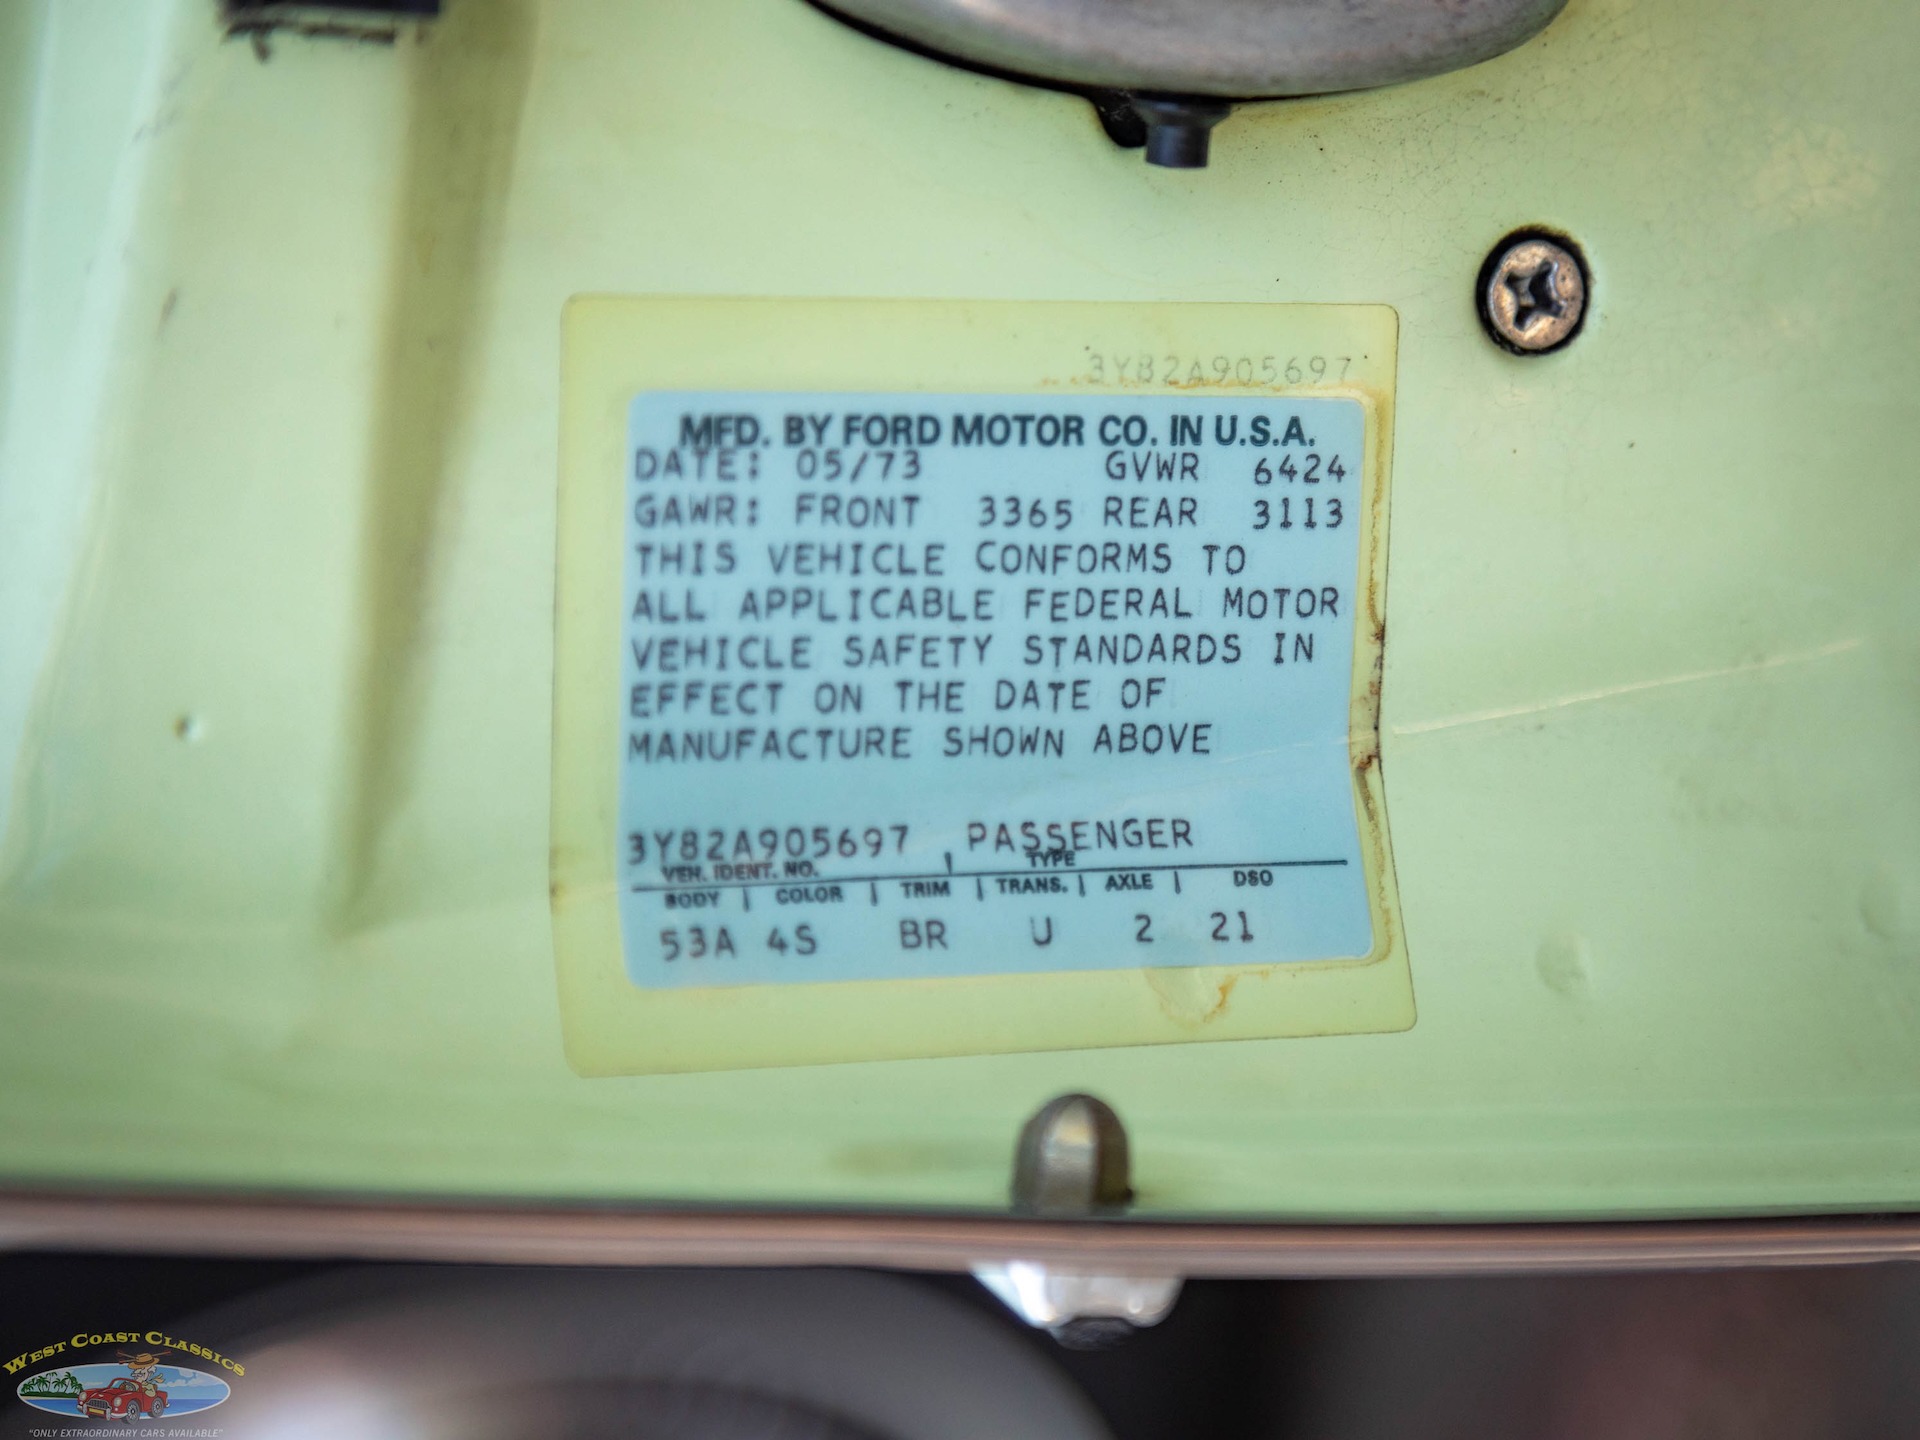 3Y82A905697
MFD. BY FORD MOTOR CO. IN U.S.A.
DATE: 05/73 GVWR 6424
GAWR: FRONT 3365 REAR 3113
THIS VEHICLE CONFORMS TO
ALL APPLICABLE FEDERAL MOTOR
VEHICLE SAFETY STANDARDS IN
EFFECT ON THE DATE OF
MANUFACTURE SHOWN ABOVE
3Y82A905697 PASSENGER
VEH. IDENT. NO. | TYPE
BODY | COLOR | TRIM | TRANS. | AXLE | DSO
53A 4S BR U 2 21
WEST COAST CLASSICS
"ONLY EXTRAORDINARY CARS AVAILABLE"